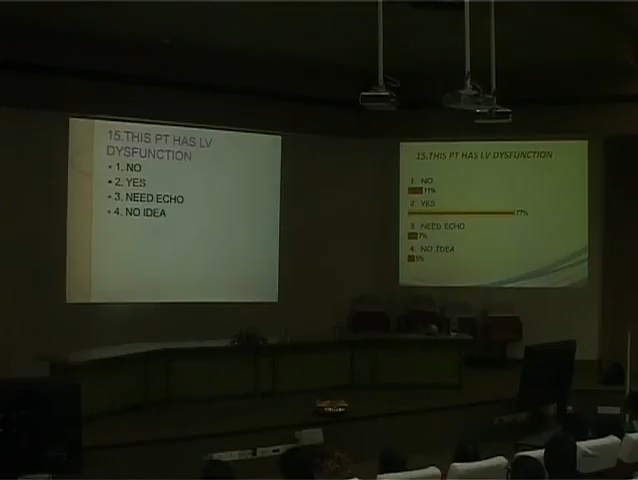 15.THIS PT HAS LV
DYSFUNCTION
1. NO
2. YES
3. NEED ECHO
4. NO IDEA
15.THIS PT HAS LV DYSFUNCTION
1. NO
11%
2. YES
77%
3. NEED ECHO
7%
4. NO IDEA